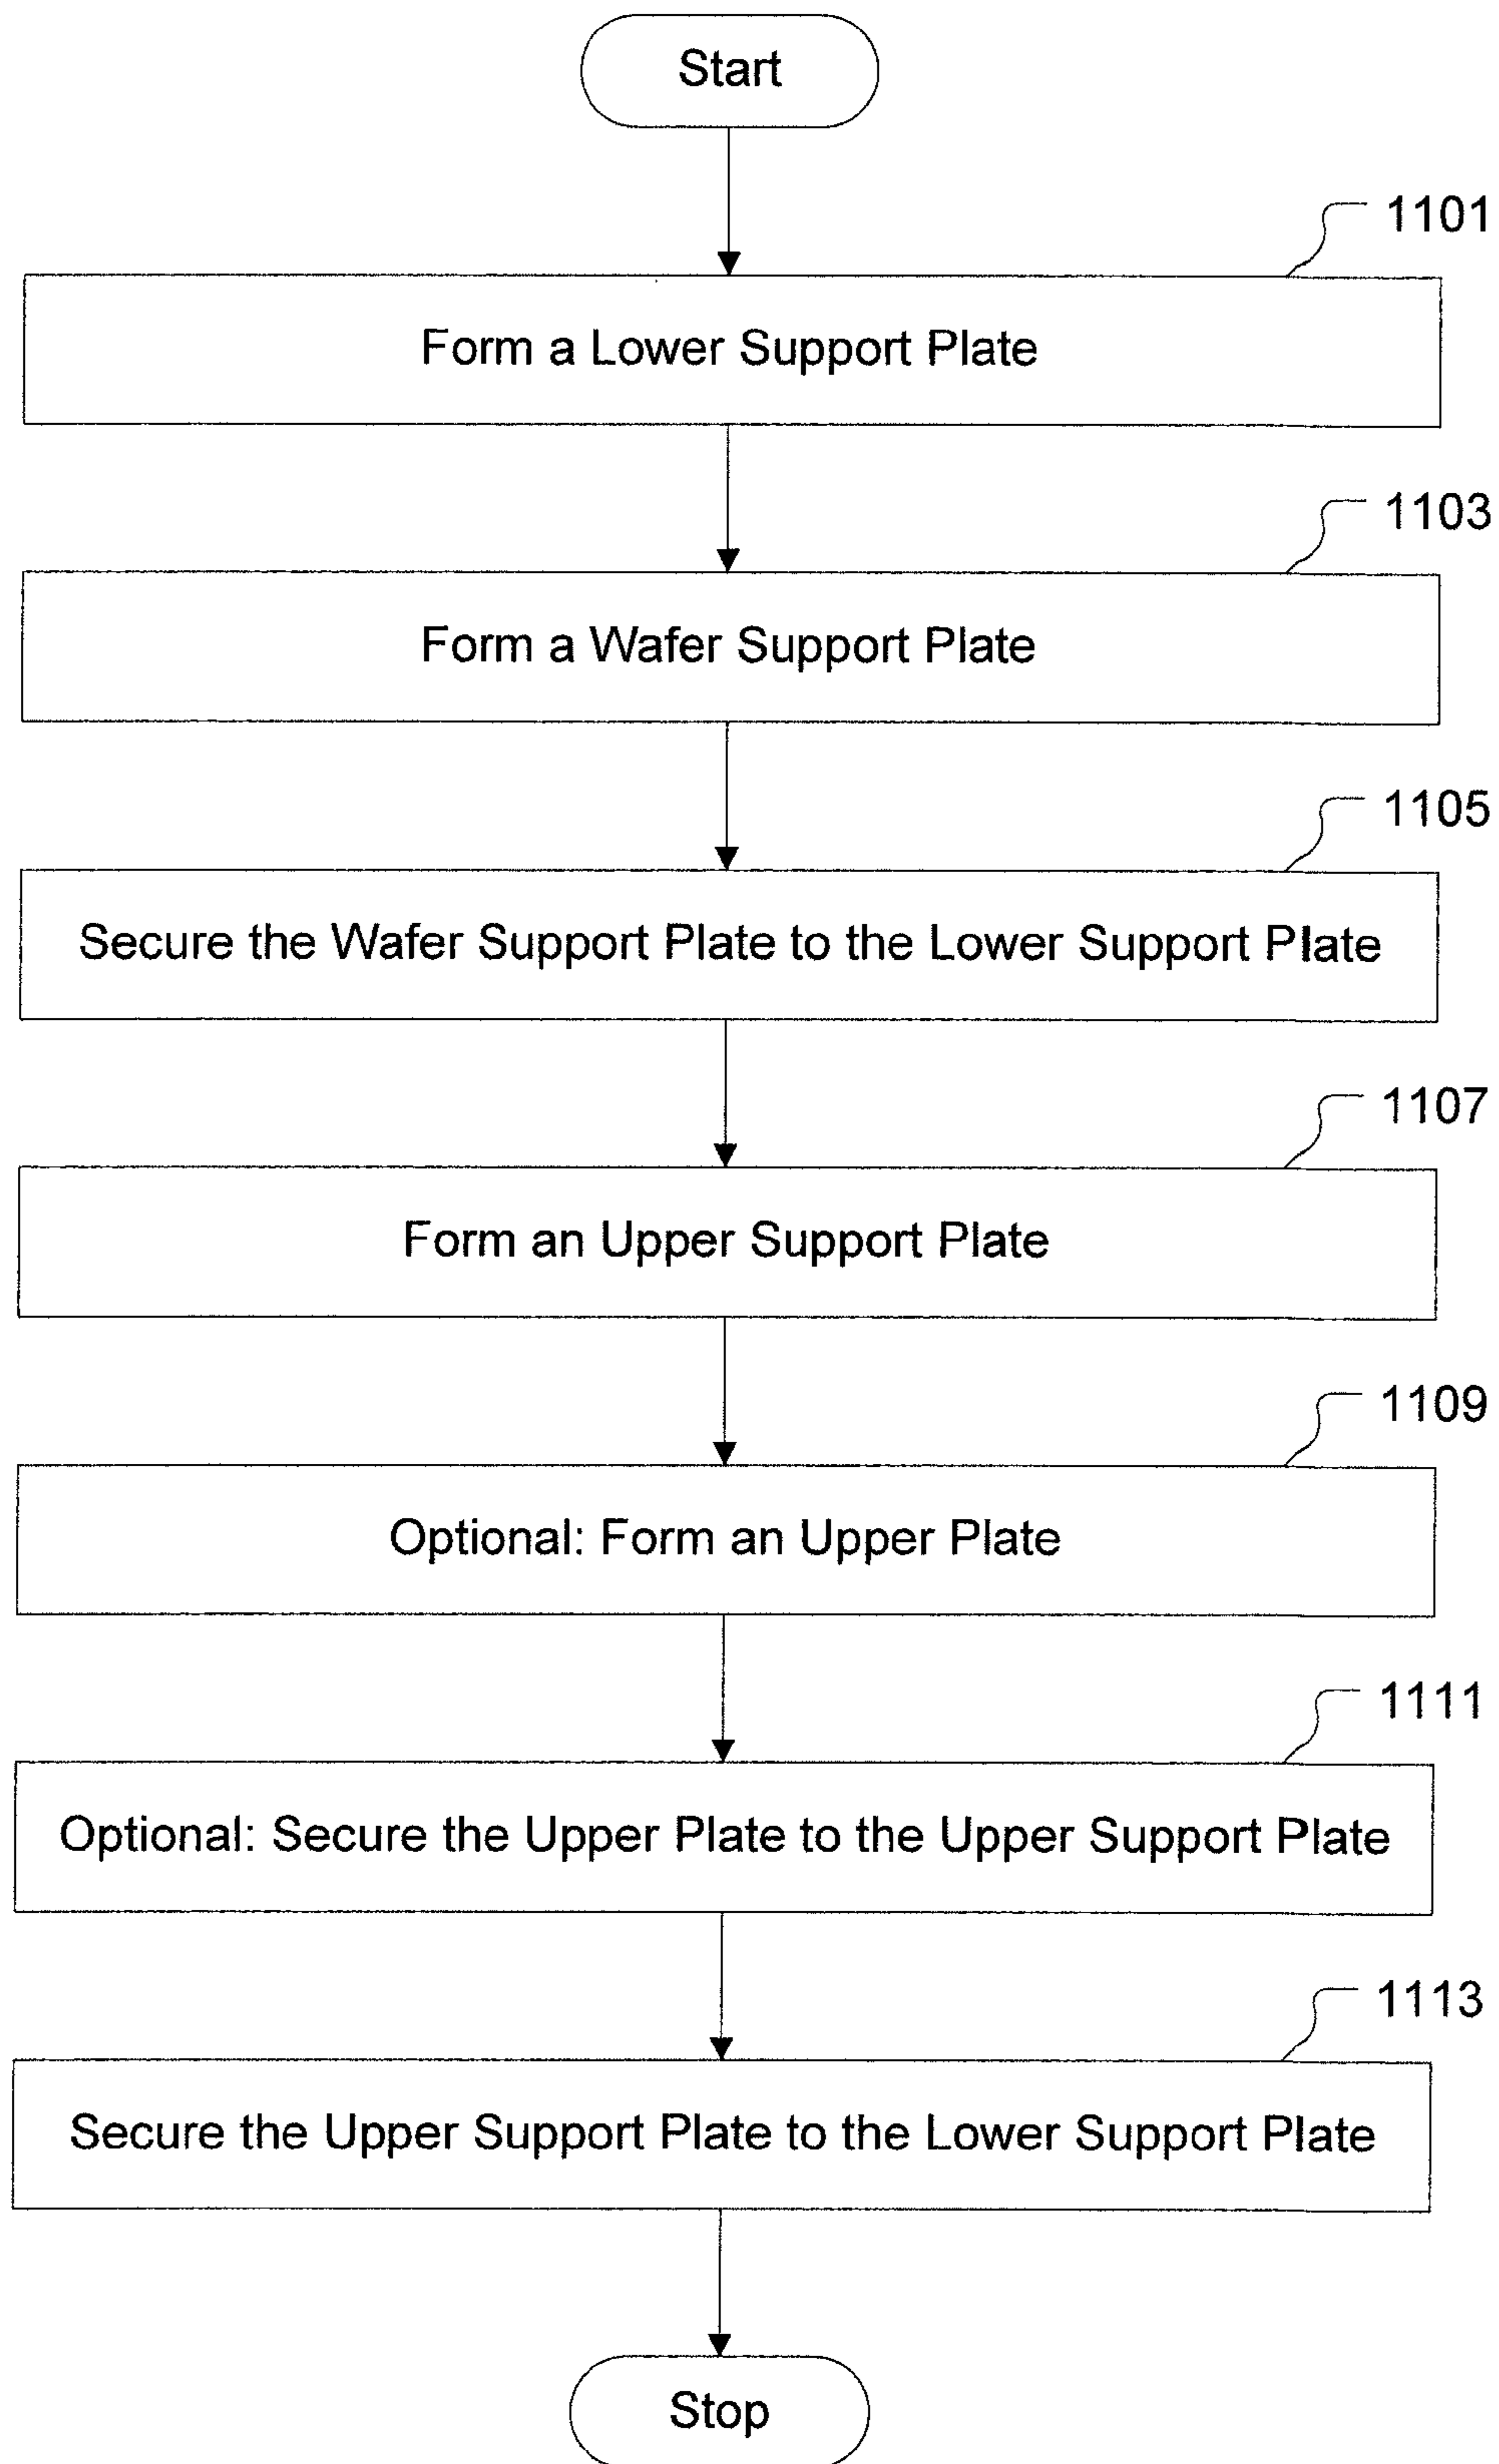 Start
1101
Form a Lower Support Plate
1103
Form a Wafer Support Plate
1105
Secure the Wafer Support Plate to the Lower Support Plate
1107
Form an Upper Support Plate
1109
Optional: Form an Upper Plate
1111
Optional: Secure the Upper Plate to the Upper Support Plate
1113
Secure the Upper Support Plate to the Lower Support Plate
Stop